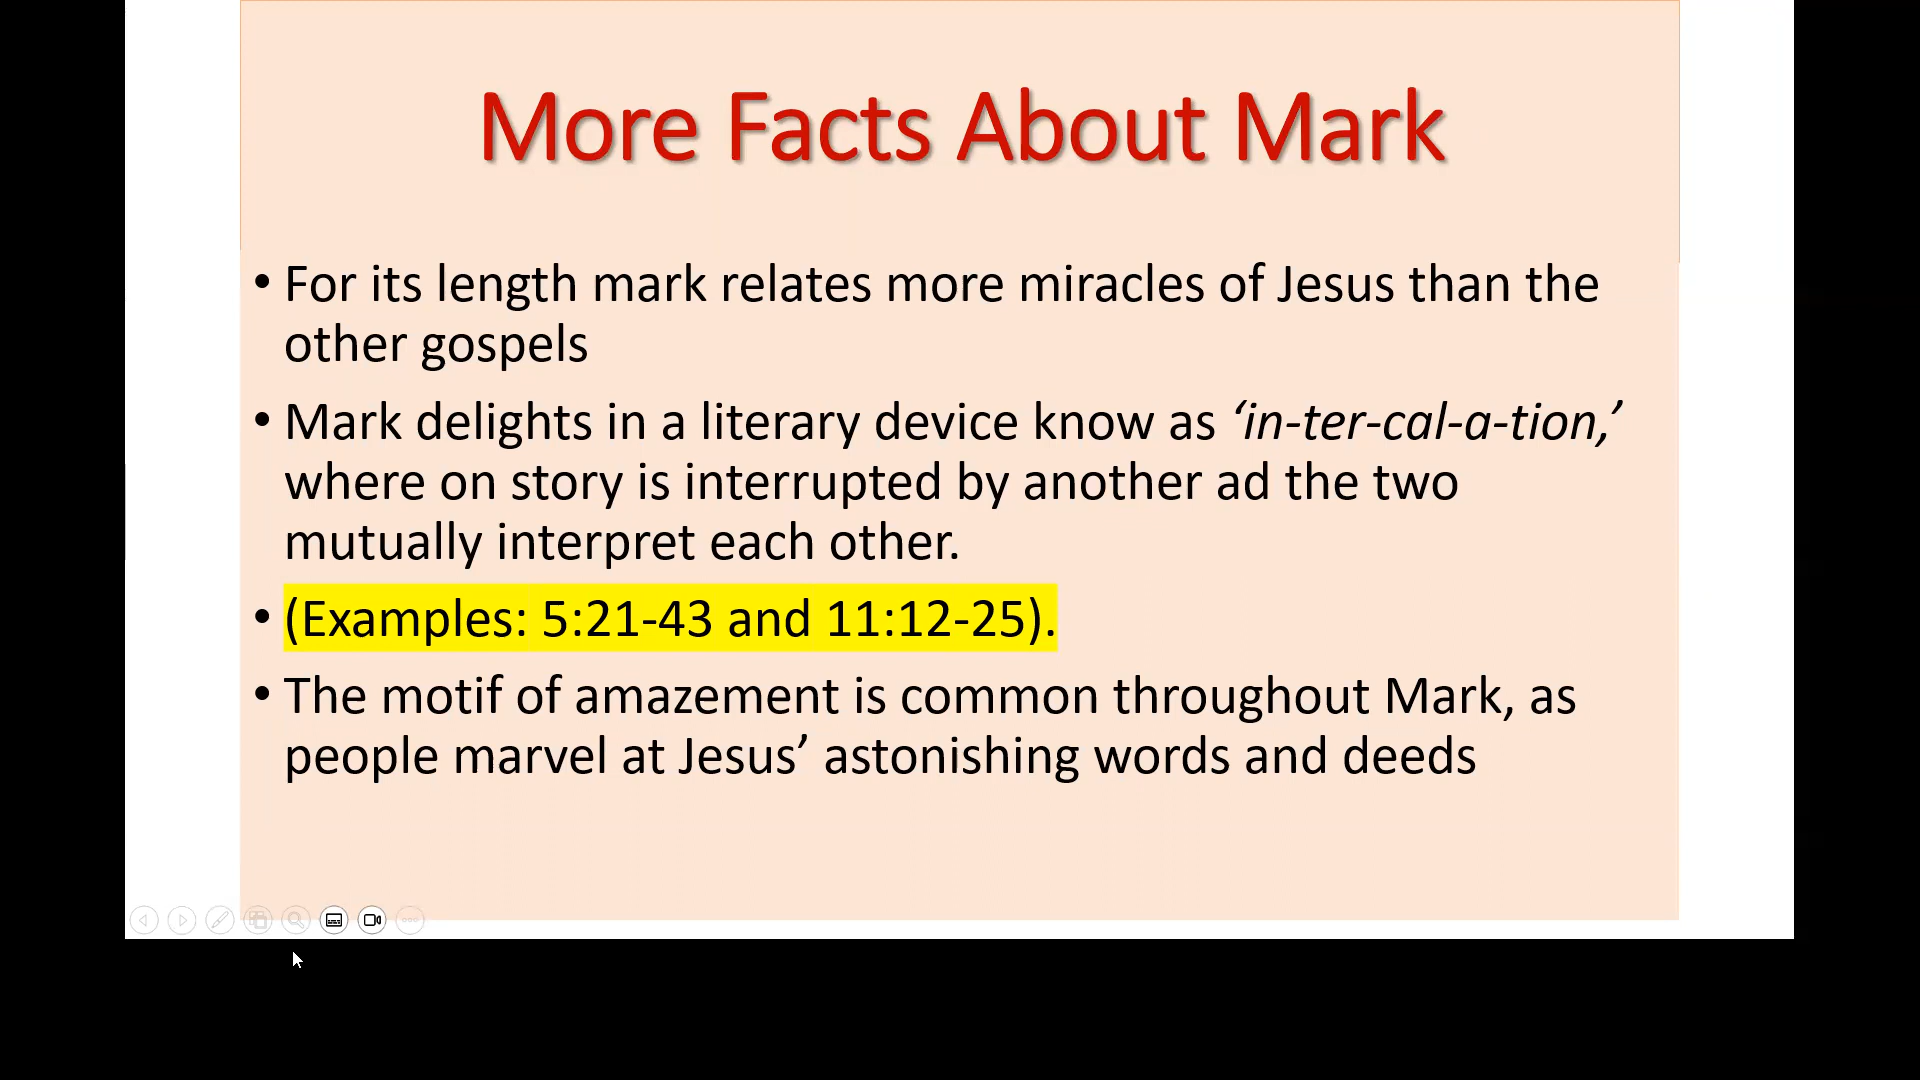 More Facts About Mark
• For its length mark relates more miracles of Jesus than the
other gospels
• Mark delights in a literary device know as ‘in-ter-cal-a-tion,’
where on story is interrupted by another ad the two
mutually interpret each other.
• (Examples: 5:21-43 and 11:12-25).
• The motif of amazement is common throughout Mark, as
people marvel at Jesus’ astonishing words and deeds